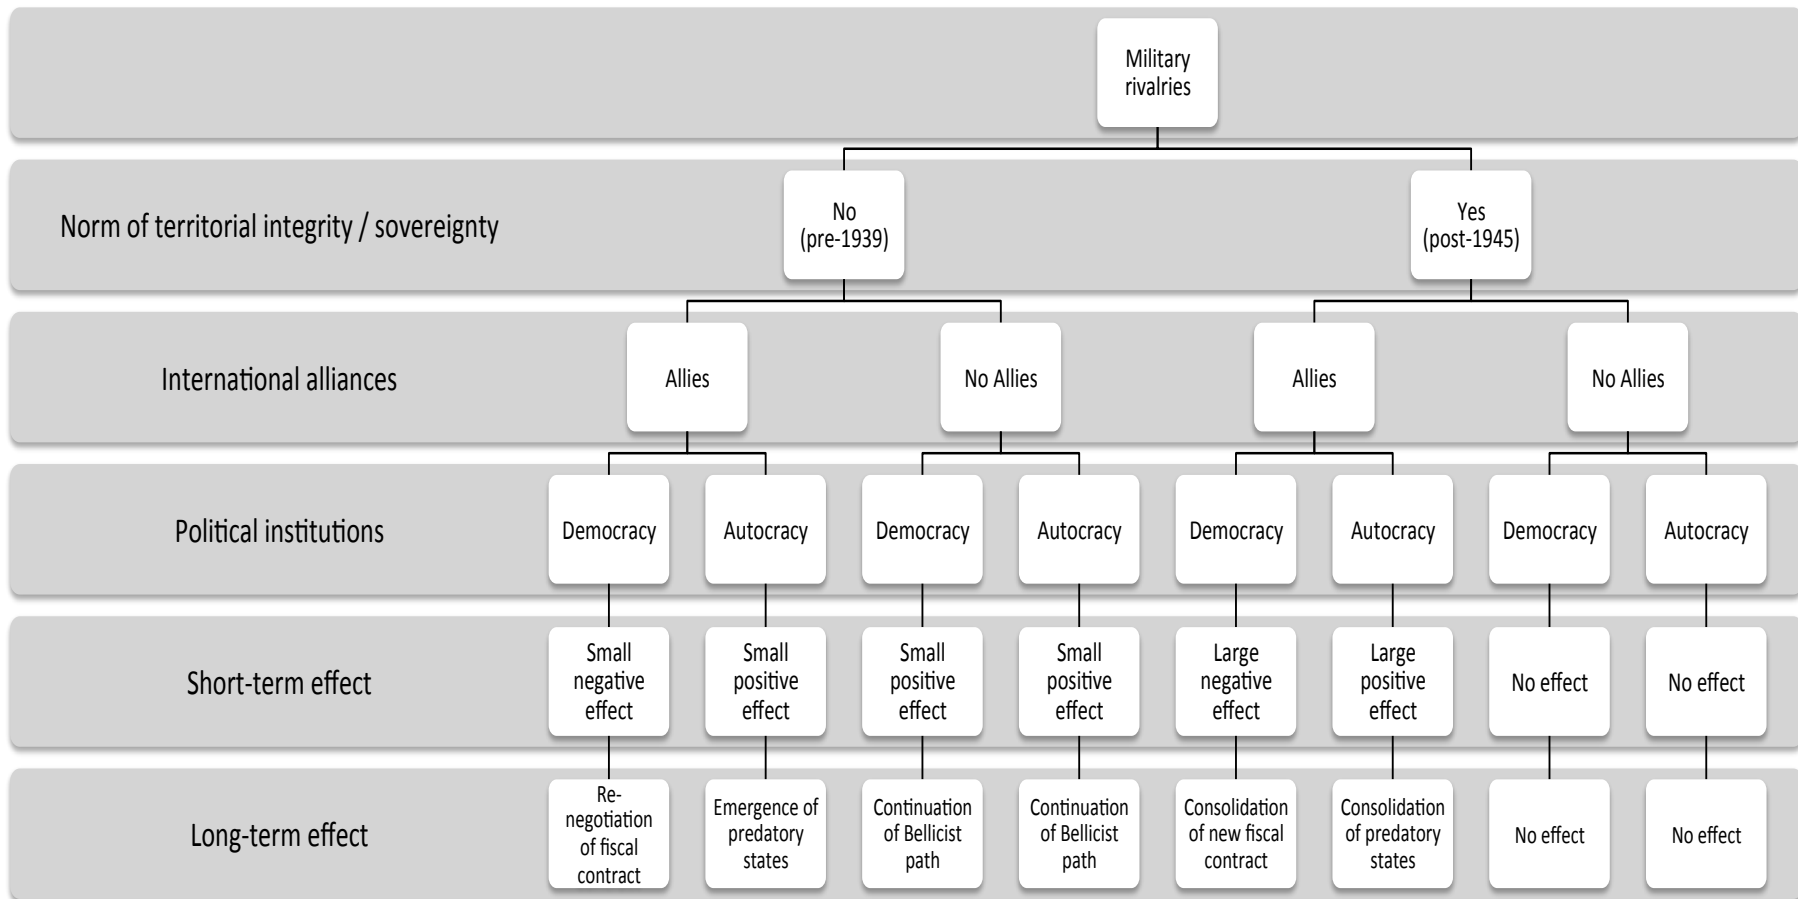 Military
rivalries
Norm of territorial integrity / sovereignty
No
(pre-1939)
Yes
(post-1945)
International alliances
Allies
No Allies
Allies
No Allies
Political institutions
Democracy
Autocracy
Democracy
Autocracy
Democracy
Autocracy
Democracy
Autocracy
Short-term effect
Small
negative
effect
Small
positive
effect
Small
positive
effect
Small
positive
effect
Large
negative
effect
Large
positive
effect
No effect
No effect
Long-term effect
Re-
negotiation
of fiscal
contract
Emergence of
predatory
states
Continuation
of Bellicist
path
Continuation
of Bellicist
path
Consolidation
of new fiscal
contract
Consolidation
of predatory
states
No effect
No effect